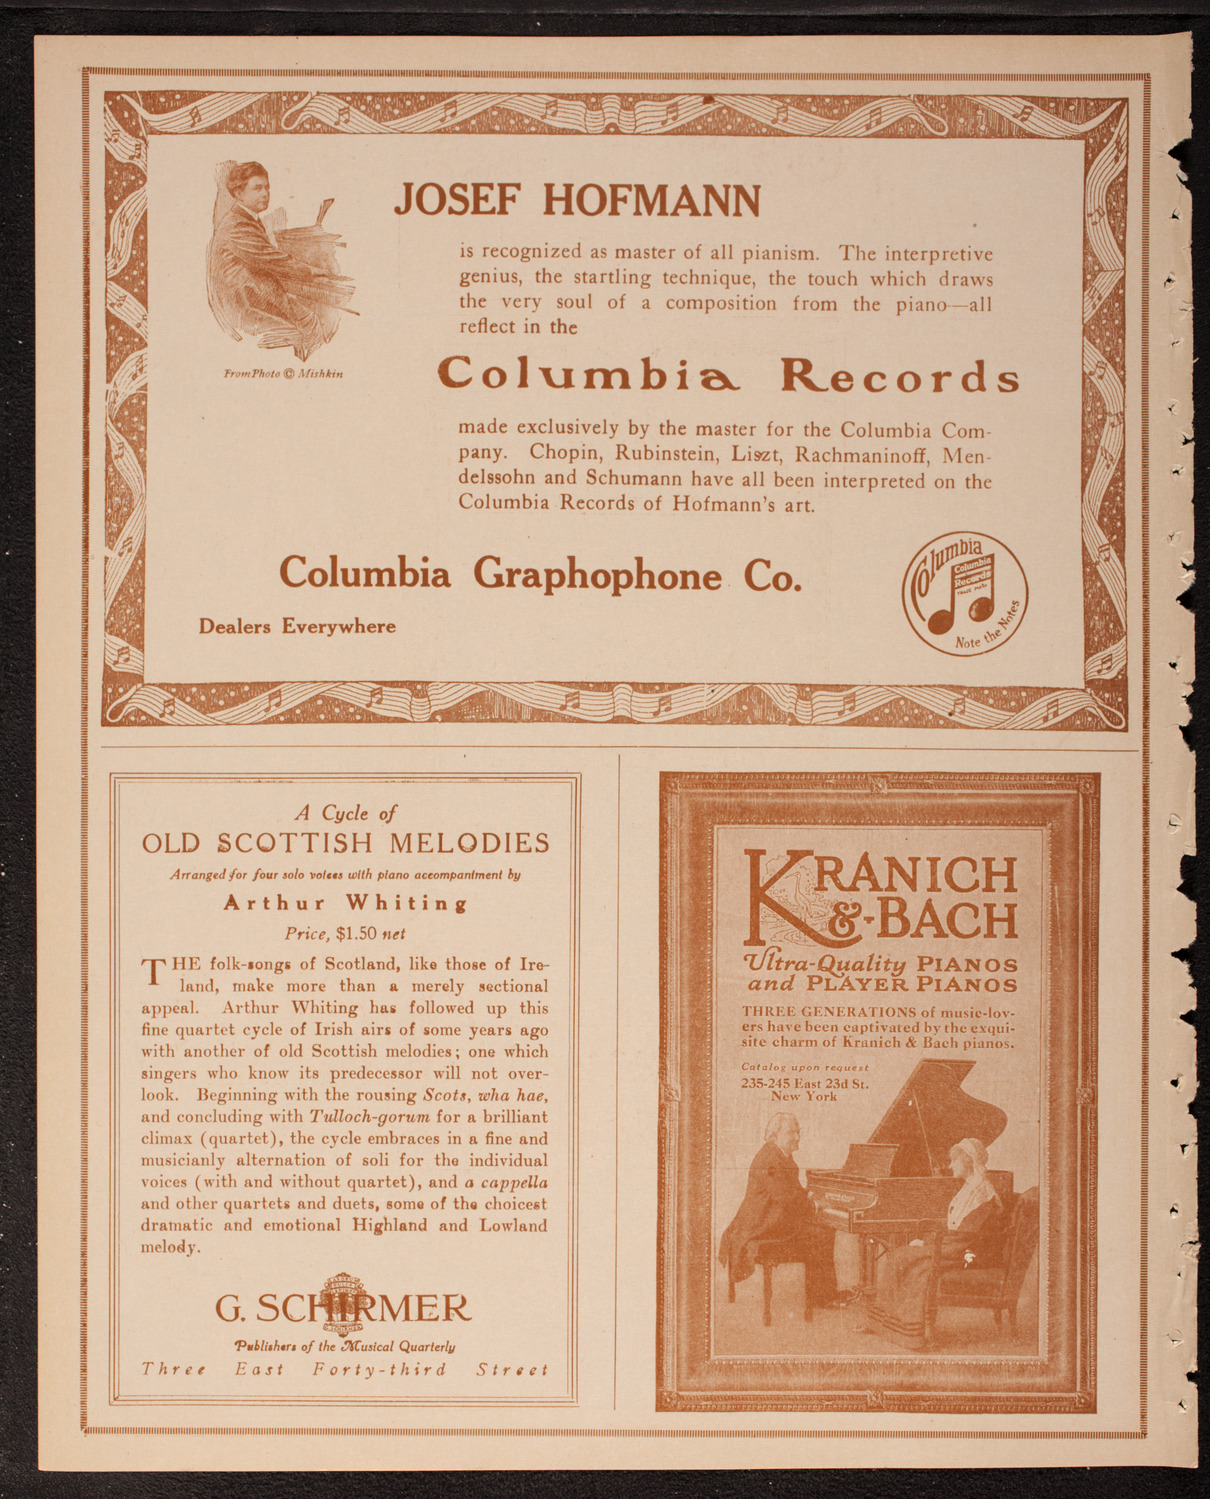 JOSEF HOFMANN
is recognized as master of all pianism. The interpretive
genius, the startling technique, the touch which draws
the very soul of a composition from the piano—all
reflect in the
From Photo © Mishkin
Columbia Records
made exclusively by the master for the Columbia Com-
pany. Chopin, Rubinstein, Liszt, Rachmaninoff, Men-
delssohn and Schumann have all been interpreted on the
Columbia Records of Hofmann's art.
Columbia Graphophone Co.
Dealers Everywhere
Columbia
Columbia
Records
Note the Notes
A Cycle of
OLD SCOTTISH MELODIES
Arranged for four solo voices with piano accompaniment by
Arthur Whiting
Price, $1.50 net
THE folk-songs of Scotland, like those of Ire-
land, make more than a merely sectional
appeal. Arthur Whiting has followed up this
fine quartet cycle of Irish airs of some years ago
with another of old Scottish melodies; one which
singers who know its predecessor will not over-
look. Beginning with the rousing Scots, wha hae,
and concluding with Tulloch-gorum for a brilliant
climax (quartet), the cycle embraces in a fine and
musicianly alternation of soli for the individual
voices (with and without quartet), and a cappella
and other quartets and duets, some of the choicest
dramatic and emotional Highland and Lowland
melody.
G. SCHIRMER
Publishers of the Musical Quarterly
Three East Forty-third Street
KRANICH
&-BACH
Ultra-Quality PIANOS
and PLAYER PIANOS
THREE GENERATIONS of music-lov-
ers have been captivated by the exqui-
site charm of Kranich & Bach pianos.
Catalog upon request
235-245 East 23d St.
New York